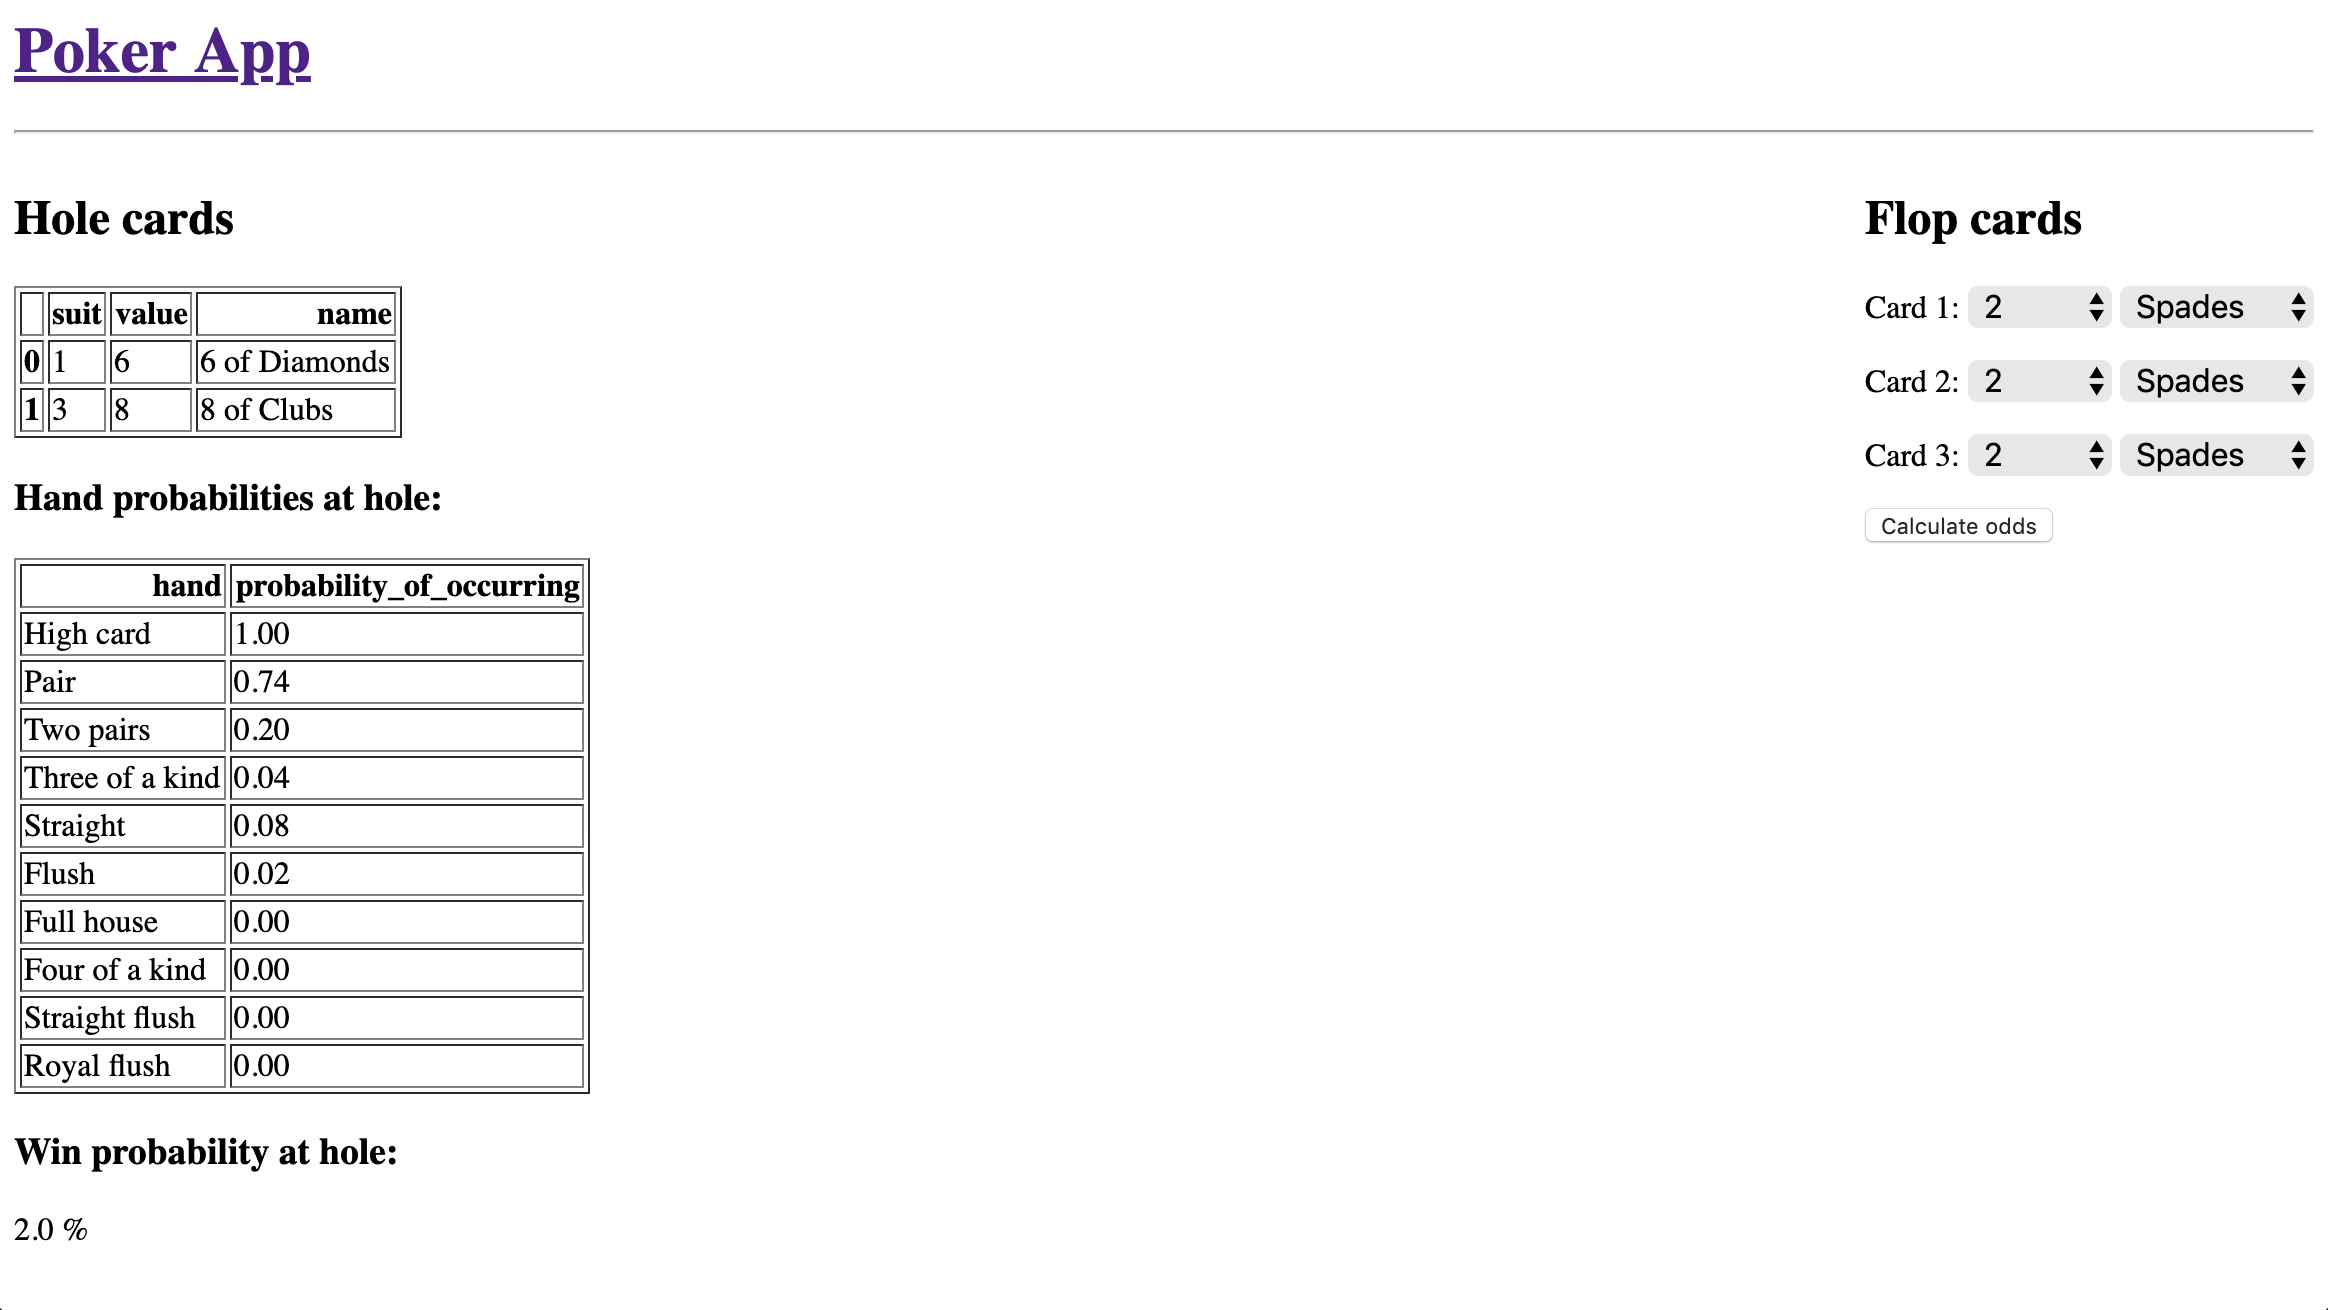 Poker App
Hole cards
suit value name
0 1 6 6 of Diamonds
1 3 8 8 of Clubs
Hand probabilities at hole:
hand probability_of_occurring
High card 1.00
Pair 0.74
Two pairs 0.20
Three of a kind 0.04
Straight 0.08
Flush 0.02
Full house 0.00
Four of a kind 0.00
Straight flush 0.00
Royal flush 0.00
Win probability at hole:
2.0 %
Flop cards
Card 1: 2 Spades
Card 2: 2 Spades
Card 3: 2 Spades
Calculate odds